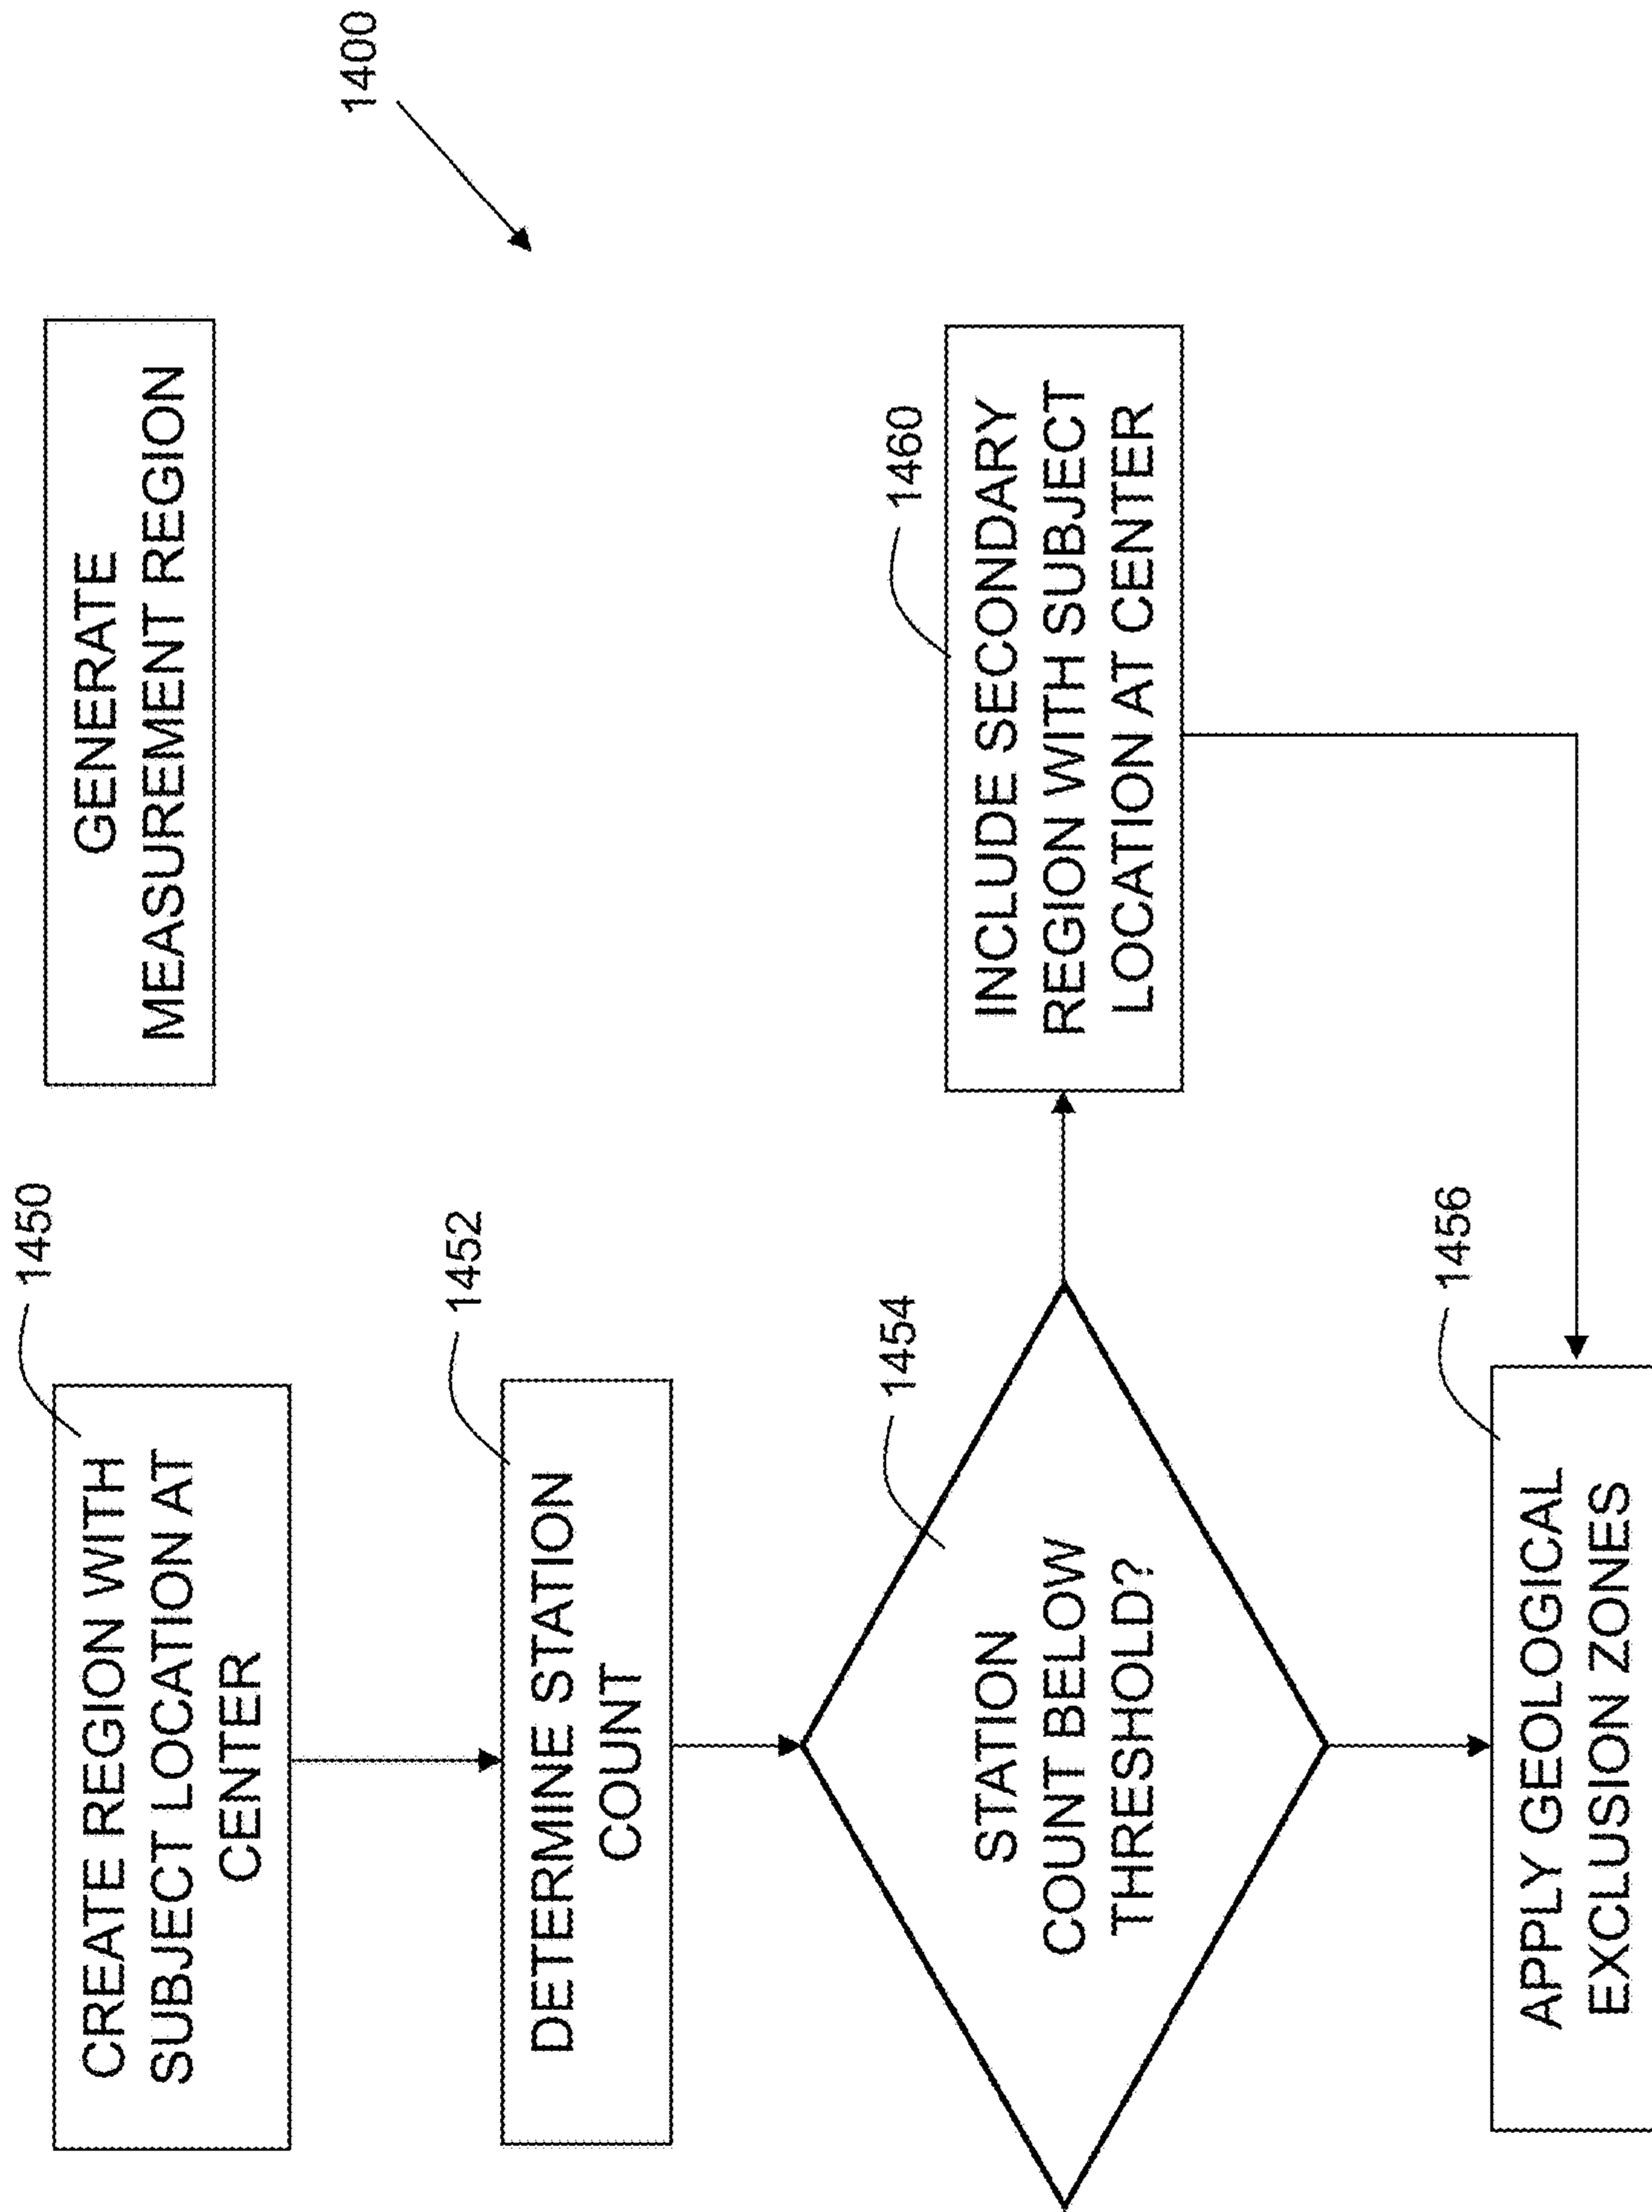 GENERATE
MEASUREMENT REGION
1400
1450
CREATE REGION WITH
SUBJECT LOCATION AT
CENTER
1452
DETERMINE STATION
COUNT
1454
STATION
COUNT BELOW
THRESHOLD?
1460
INCLUDE SECONDARY
REGION WITH SUBJECT
LOCATION AT CENTER
1456
APPLY GEOLOGICAL
EXCLUSION ZONES